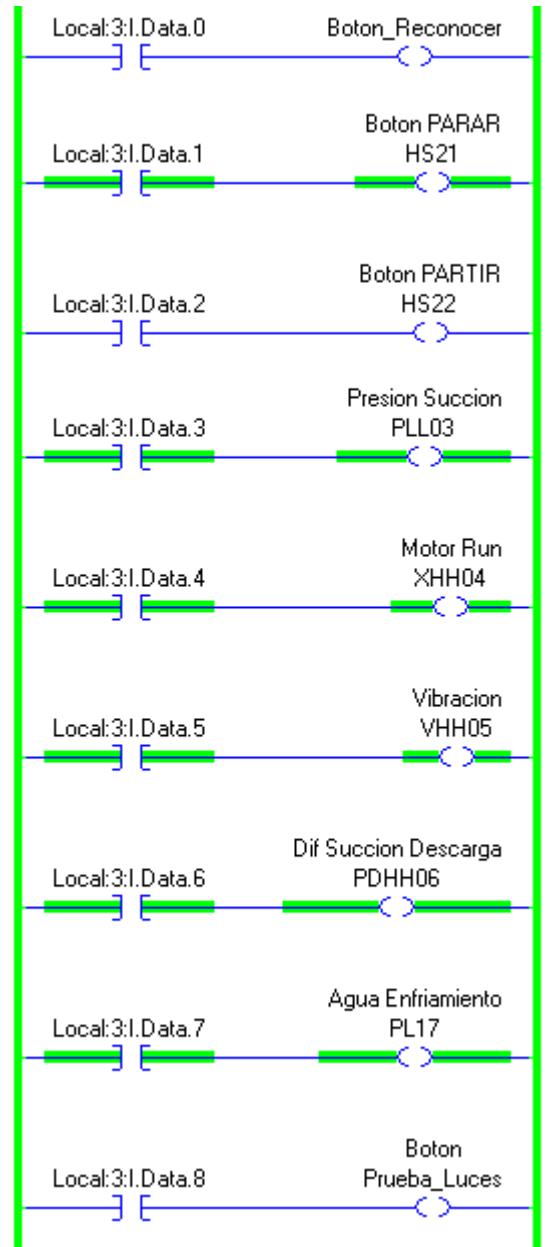 Local:3:I.Data.0
Boton_Reconocer
Boton PARAR
Local:3:I.Data.1
HS21
Boton PARTIR
Local:3:I.Data.2
HS22
Presion Succion
Local:3:I.Data.3
PLL03
Motor Run
Local:3:I.Data.4
XHH04
Vibracion
Local:3:I.Data.5
VHH05
Dif Succion Descarga
Local:3:I.Data.6
PDHH06
Agua Enfriamiento
Local:3:I.Data.7
PL17
Boton
Local:3:I.Data.8
Prueba_Luces